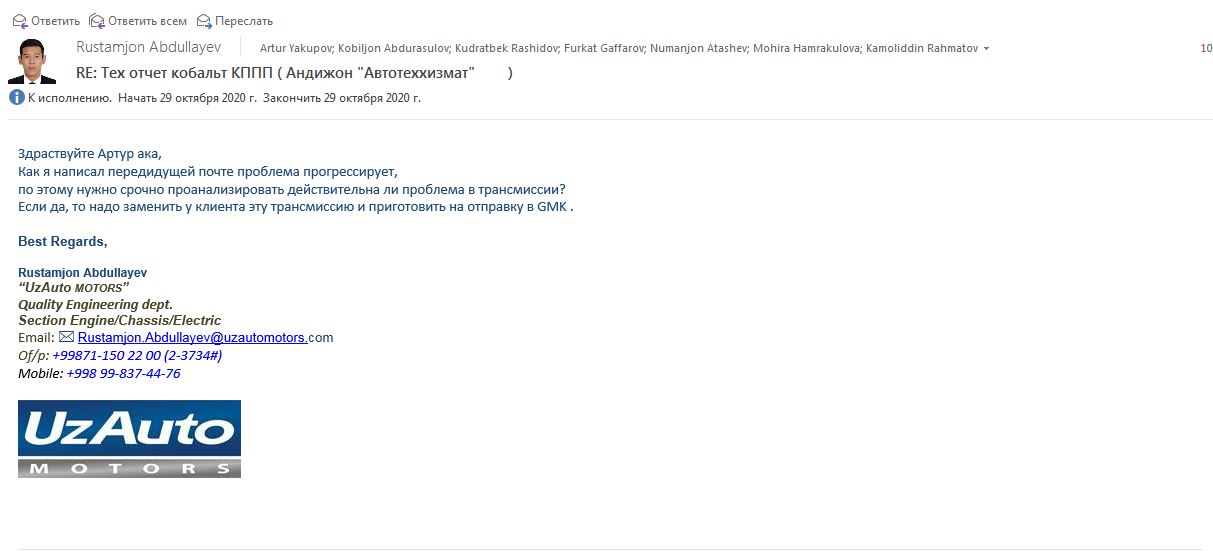 Ответить Ответить всем Переслать
Rustamjon Abdullayev Artur Yakupov; Kobiljon Abdurasulov; Kudratbek Rashidov; Furkat Gaffarov; Numanjon Atashev; Mohira Hamrakulova; Kamoliddin Rahmatov 10
RE: Тех отчет кобальт КППП ( Андижон "Автотеххизмат" )
К исполнению. Начать 29 октября 2020 г. Закончить 29 октября 2020 г.
Здраствуйте Артур ака,
Как я написал передидущей почте проблема прогрессирует,
по этому нужно срочно проанализировать действительна ли проблема в трансмиссии?
Если да, то надо заменить у клиента эту трансмиссию и приготовить на отправку в GMK .
Best Regards,
Rustamjon Abdullayev
“UzAuto MOTORS”
Quality Engineering dept.
Section Engine/Chassis/Electric
Email: Rustamjon.Abdullayev@uzautomotors.com
Of/p: +99871-150 22 00 (2-3734#)
Mobile: +998 99-837-44-76
UzAuto
MOTORS